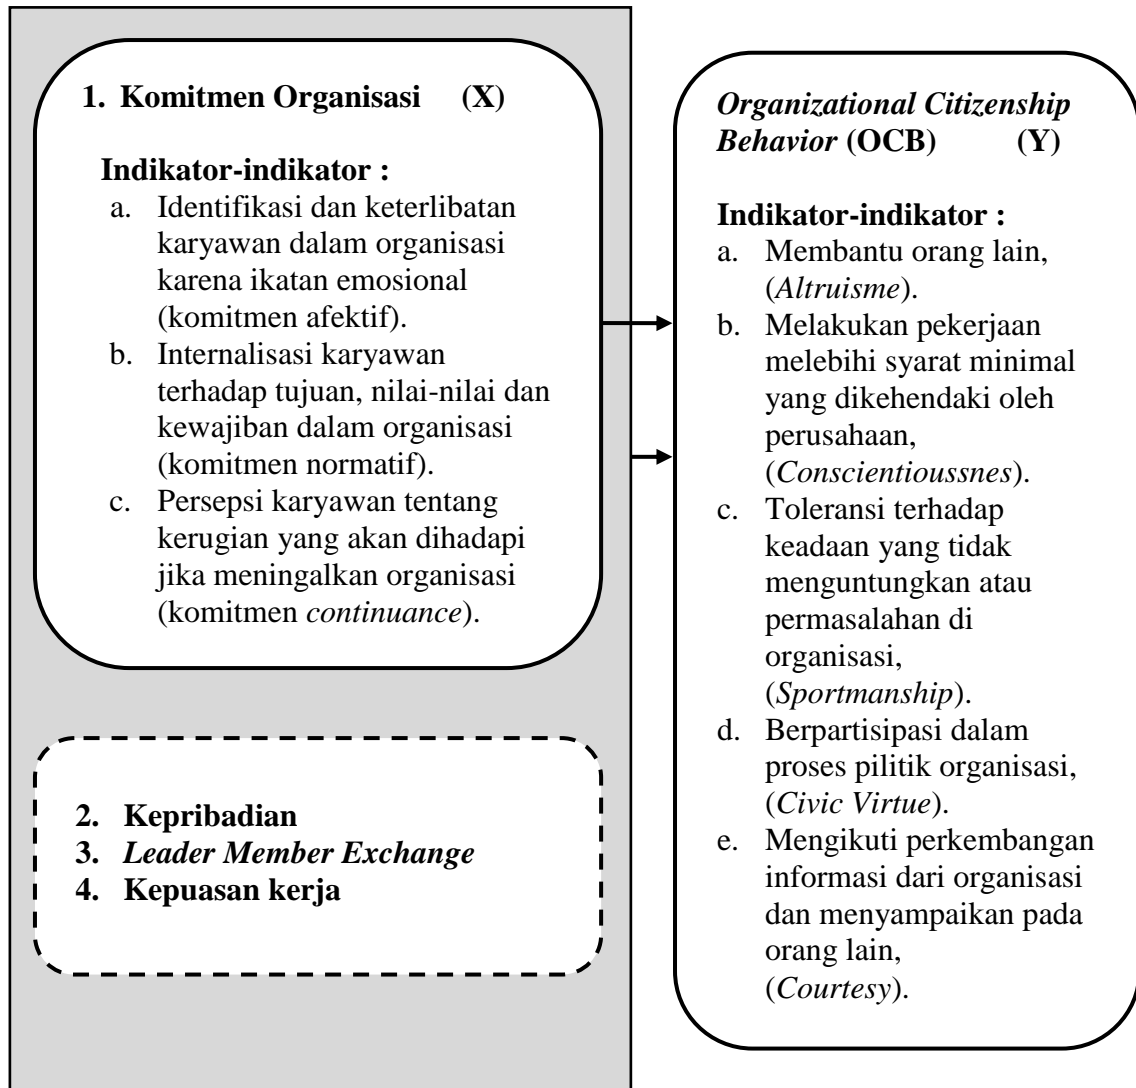 1. Komitmen Organisasi (X)
Indikator-indikator :
a. Identifikasi dan keterlibatan
karyawan dalam organisasi
karena ikatan emosional
(komitmen afektif).
b. Internalisasi karyawan
terhadap tujuan, nilai-nilai dan
kewajiban dalam organisasi
(komitmen normatif).
c. Persepsi karyawan tentang
kerugian yang akan dihadapi
jika meningalkan organisasi
(komitmen continuance).
2. Kepribadian
3. Leader Member Exchange
4. Kepuasan kerja
Organizational Citizenship
Behavior (OCB) (Y)
Indikator-indikator :
a. Membantu orang lain,
(Altruisme).
b. Melakukan pekerjaan
melebihi syarat minimal
yang dikehendaki oleh
perusahaan,
(Conscientioussnes).
c. Toleransi terhadap
keadaan yang tidak
menguntungkan atau
permasalahan di
organisasi,
(Sportmanship).
d. Berpartisipasi dalam
proses pilitik organisasi,
(Civic Virtue).
e. Mengikuti perkembangan
informasi dari organisasi
dan menyampaikan pada
orang lain,
(Courtesy).